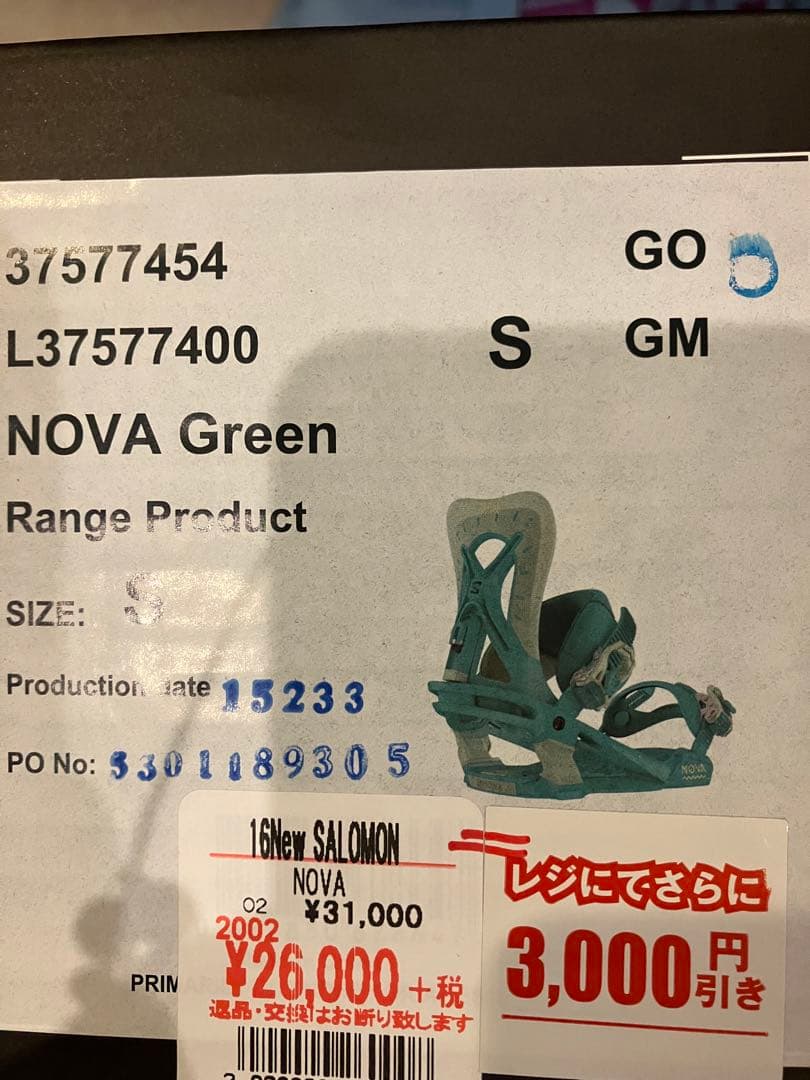 37577454 GO
L37577400 S GM
NOVA Green
Range Product
SIZE: S
Production date 15233
PO No: 5301189305
NOVA
16New SALOMON
NOVA
02 ¥31,000
2002
¥26,000+税
返品・交換はお断り致します
レジにてさらに
3,000円引き